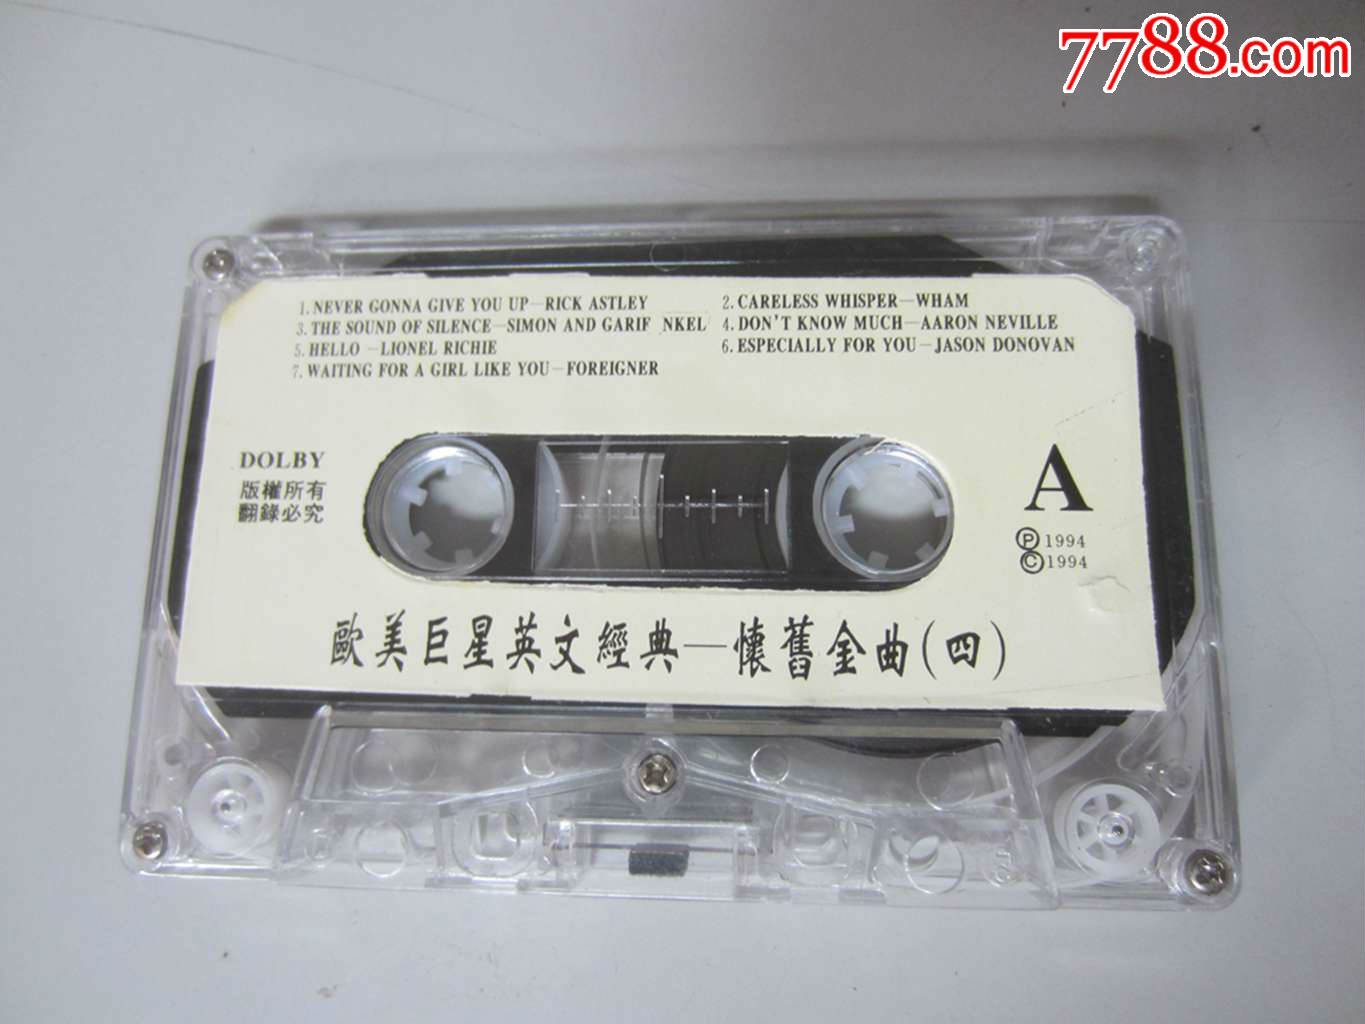 7788.com
1. NEVER GONNA GIVE YOU UP—RICK ASTLEY
2. CARELESS WHISPER—WHAM
3. THE SOUND OF SILENCE—SIMON AND GARIF NKEL
4. DON'T KNOW MUCH—AARON NEVILLE
5. HELLO —LIONEL RICHIE
6. ESPECIALLY FOR YOU—JASON DONOVAN
7. WAITING FOR A GIRL LIKE YOU—FOREIGNER
DOLBY
版權所有
翻錄必究
A
Ⓟ 1994
Ⓒ 1994
歐美巨星英文經典—懷舊金曲(四)